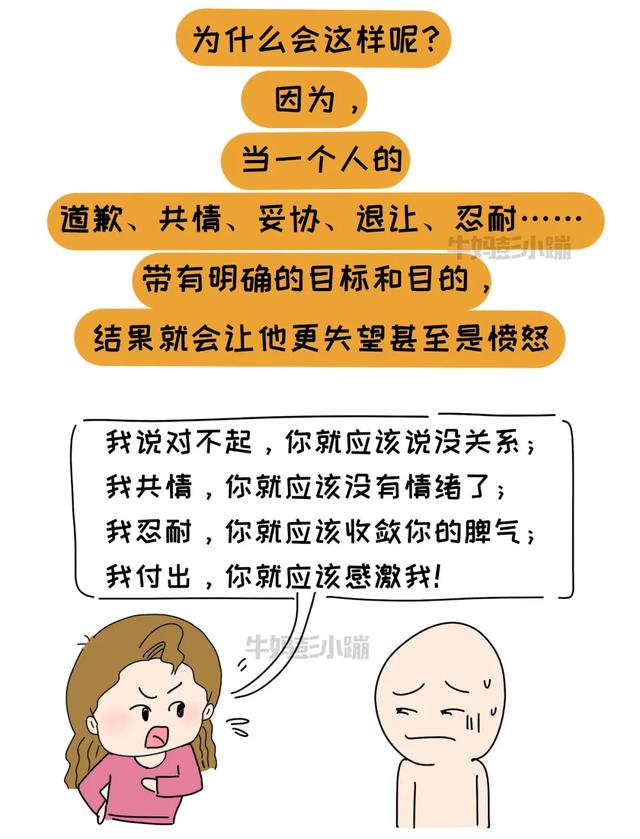 为什么会这样呢？
因为，
当一个人的
道歉、共情、妥协、退让、忍耐……
牛妈彭小蹦
带有明确的目标和目的，
结果就会让他更失望甚至是愤怒
我说对不起，你就应该说没关系；
我共情，你就应该没有情绪了；
我忍耐，你就应该收敛你的脾气；
我付出，你就应该感激我！
牛妈彭小蹦